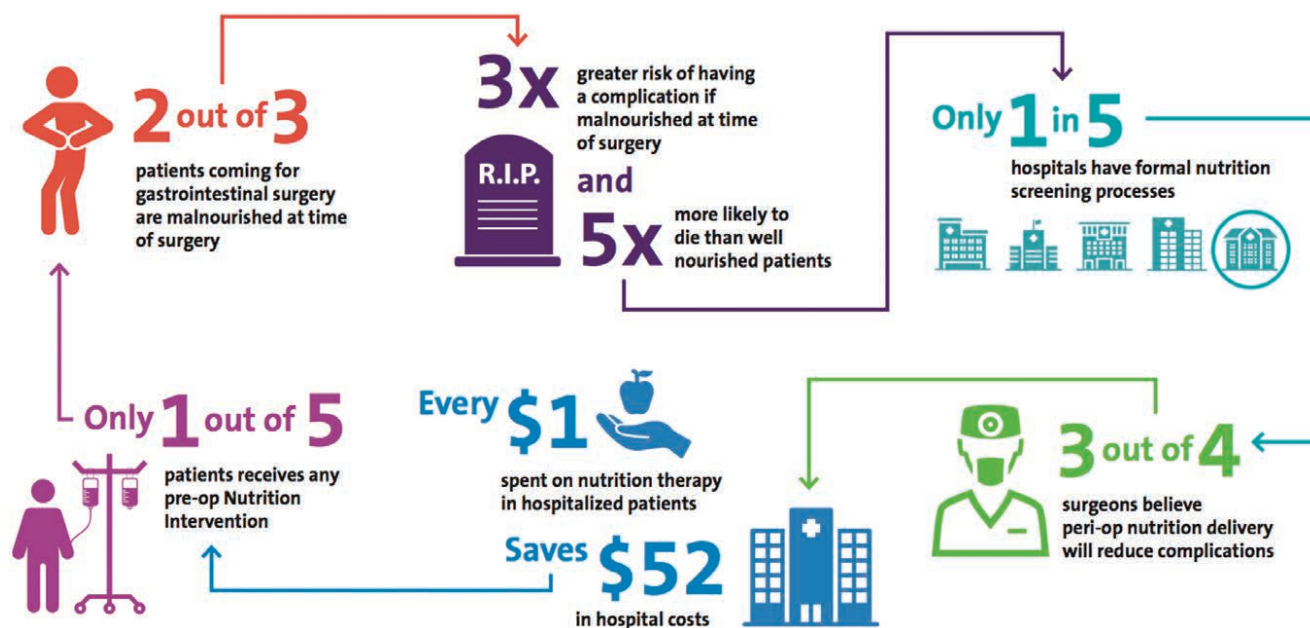 2 out of 3
patients coming for
gastrointestinal surgery
are malnourished at time
of surgery
3x
greater risk of having
a complication if
malnourished at time
of surgery
R.I.P.
and
5x
more likely to
die than well
nourished patients
Only 1 in 5
hospitals have formal nutrition
screening processes
3 out of 4
surgeons believe
peri-op nutrition delivery
will reduce complications
Every $1
spent on nutrition therapy
in hospitalized patients
Saves $52
in hospital costs
Only 1 out of 5
patients receives any
pre-op Nutrition
Intervention